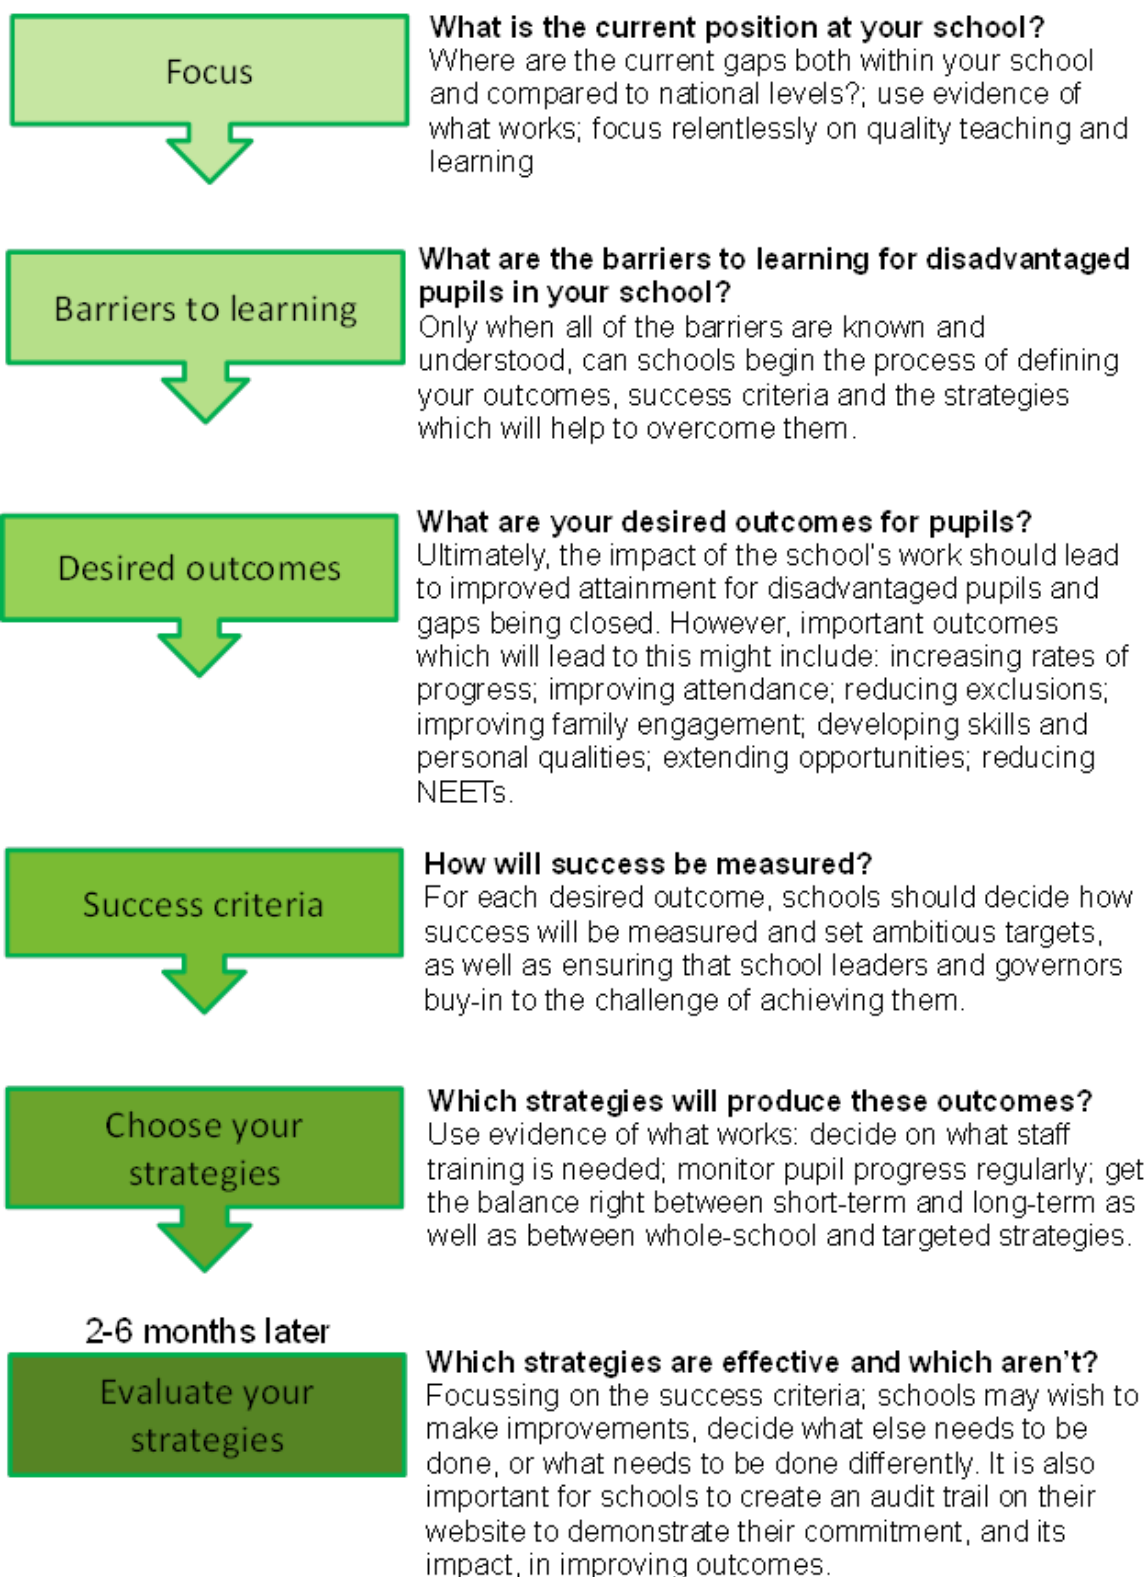 Focus
What is the current position at your school?
Where are the current gaps both within your school
and compared to national levels?; use evidence of
what works; focus relentlessly on quality teaching and
learning
Barriers to learning
What are the barriers to learning for disadvantaged
pupils in your school?
Only when all of the barriers are known and
understood, can schools begin the process of defining
your outcomes, success criteria and the strategies
which will help to overcome them.
Desired outcomes
What are your desired outcomes for pupils?
Ultimately, the impact of the school's work should lead
to improved attainment for disadvantaged pupils and
gaps being closed. However, important outcomes
which will lead to this might include: increasing rates of
progress; improving attendance; reducing exclusions;
improving family engagement; developing skills and
personal qualities; extending opportunities; reducing
NEETs.
Success criteria
How will success be measured?
For each desired outcome, schools should decide how
success will be measured and set ambitious targets,
as well as ensuring that school leaders and governors
buy-in to the challenge of achieving them.
Choose your
strategies
Which strategies will produce these outcomes?
Use evidence of what works: decide on what staff
training is needed; monitor pupil progress regularly; get
the balance right between short-term and long-term as
well as between whole-school and targeted strategies.
2-6 months later
Evaluate your
strategies
Which strategies are effective and which aren't?
Focussing on the success criteria; schools may wish to
make improvements, decide what else needs to be
done, or what needs to be done differently. It is also
important for schools to create an audit trail on their
website to demonstrate their commitment, and its
impact, in improving outcomes.